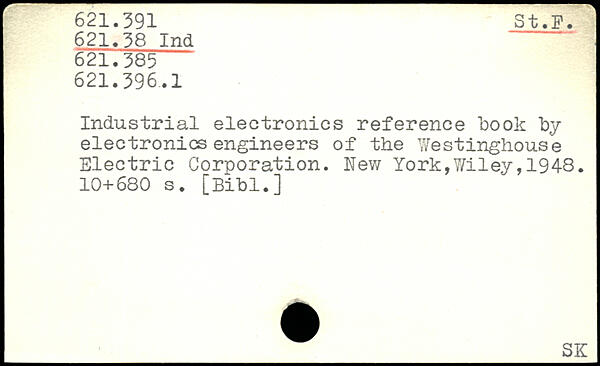 621.391
St.F.
621.38 Ind
621.385
621.396.1
Industrial electronics reference book by
electronics engineers of the Westinghouse
Electric Corporation. New York,Wiley,1948.
10+680 s. [Bibl.]
SK